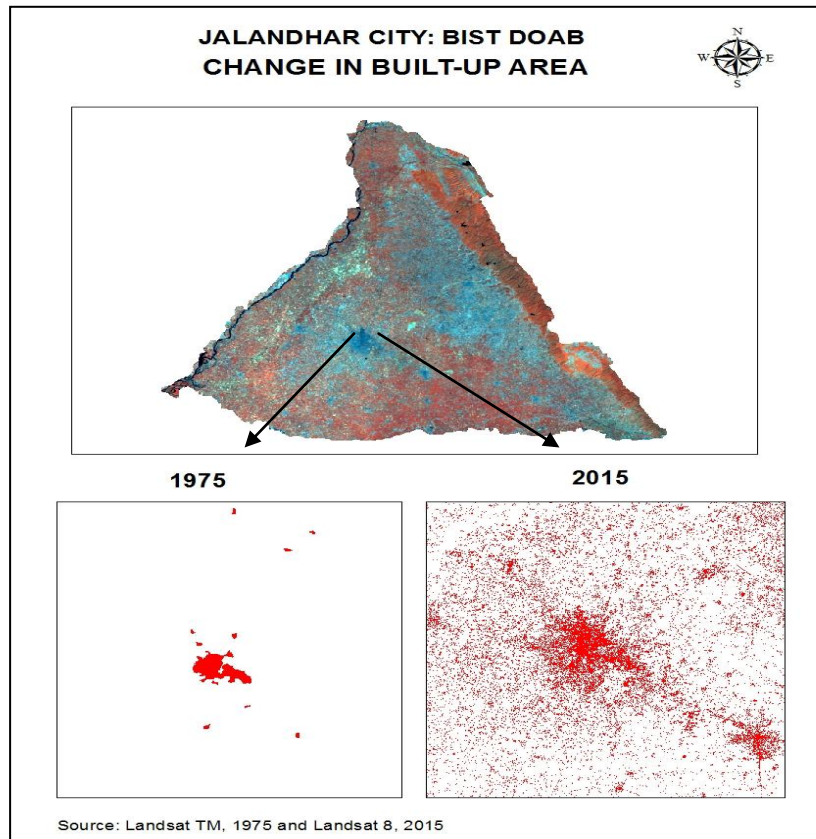 JALANDHAR CITY: BIST DOAB
CHANGE IN BUILT-UP AREA
N
W E
S
1975 2015
Source: Landsat TM, 1975 and Landsat 8, 2015